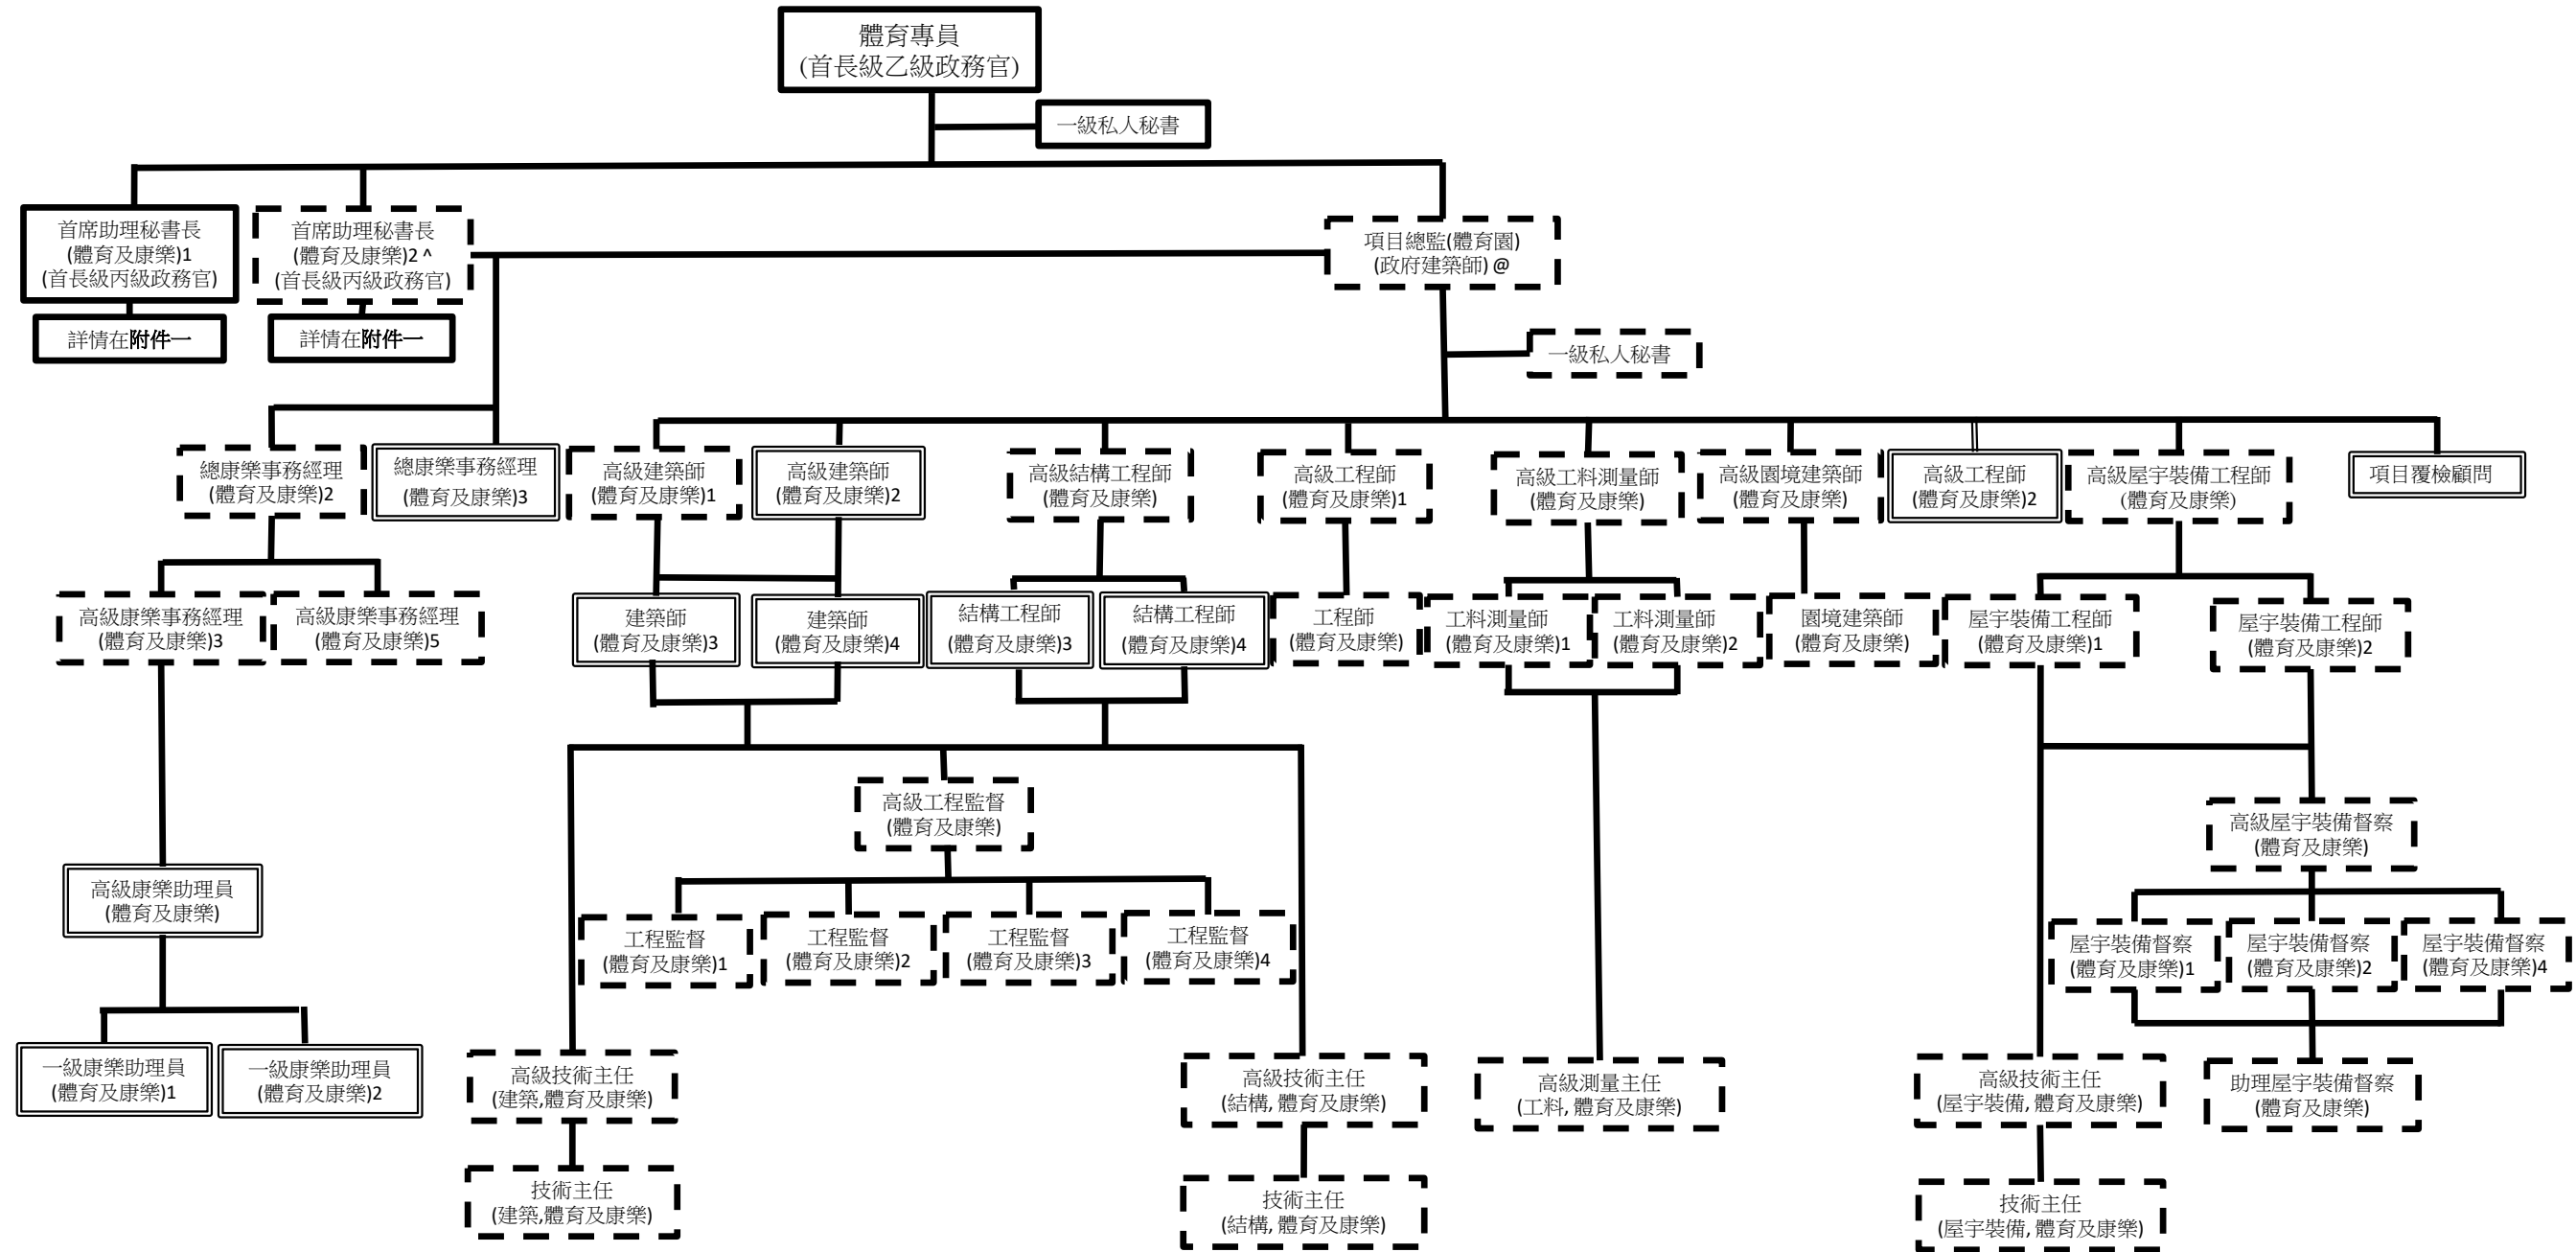 體育專員
(首長級乙級政務官)
一級私人秘書
首席助理秘書長
(體育及康樂)1
(首長級丙級政務官)
首席助理秘書長
(體育及康樂)2 ^
(首長級丙級政務官)
項目總監(體育園)
(政府建築師) @
詳情在附件一
詳情在附件一
一級私人秘書
總康樂事務經理
(體育及康樂)2
總康樂事務經理
(體育及康樂)3
高級建築師
(體育及康樂)1
高級建築師
(體育及康樂)2
高級結構工程師
(體育及康樂)
高級工程師
(體育及康樂)1
高級工料測量師
(體育及康樂)
高級園境建築師
(體育及康樂)
高級工程師
(體育及康樂)2
高級屋宇裝備工程師
(體育及康樂)
項目覆檢顧問
高級康樂事務經理
(體育及康樂)3
高級康樂事務經理
(體育及康樂)5
建築師
(體育及康樂)3
建築師
(體育及康樂)4
結構工程師
(體育及康樂)3
結構工程師
(體育及康樂)4
工程師
(體育及康樂)
工料測量師
(體育及康樂)1
工料測量師
(體育及康樂)2
園境建築師
(體育及康樂)
屋宇裝備工程師
(體育及康樂)1
屋宇裝備工程師
(體育及康樂)2
高級工程監督
(體育及康樂)
高級屋宇裝備督察
(體育及康樂)
高級康樂助理員
(體育及康樂)
工程監督
(體育及康樂)1
工程監督
(體育及康樂)2
工程監督
(體育及康樂)3
工程監督
(體育及康樂)4
屋宇裝備督察
(體育及康樂)1
屋宇裝備督察
(體育及康樂)2
屋宇裝備督察
(體育及康樂)4
一級康樂助理員
(體育及康樂)1
一級康樂助理員
(體育及康樂)2
高級技術主任
(建築,體育及康樂)
高級技術主任
(結構, 體育及康樂)
高級測量主任
(工料, 體育及康樂)
高級技術主任
(屋宇裝備, 體育及康樂)
助理屋宇裝備督察
(體育及康樂)
技術主任
(建築,體育及康樂)
技術主任
(結構, 體育及康樂)
技術主任
(屋宇裝備, 體育及康樂)